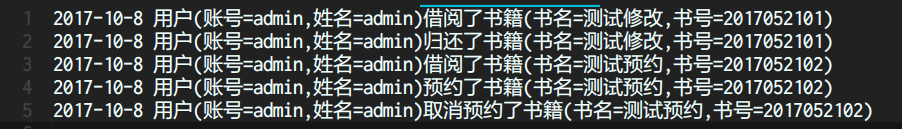 1 2017-10-8 用户(账号=admin,姓名=admin)借阅了书籍(书名=测试修改,书号=2017052101)
2 2017-10-8 用户(账号=admin,姓名=admin)归还了书籍(书名=测试修改,书号=2017052101)
3 2017-10-8 用户(账号=admin,姓名=admin)借阅了书籍(书名=测试预约,书号=2017052102)
4 2017-10-8 用户(账号=admin,姓名=admin)预约了书籍(书名=测试预约,书号=2017052102)
5 2017-10-8 用户(账号=admin,姓名=admin)取消预约了书籍(书名=测试预约,书号=2017052102)